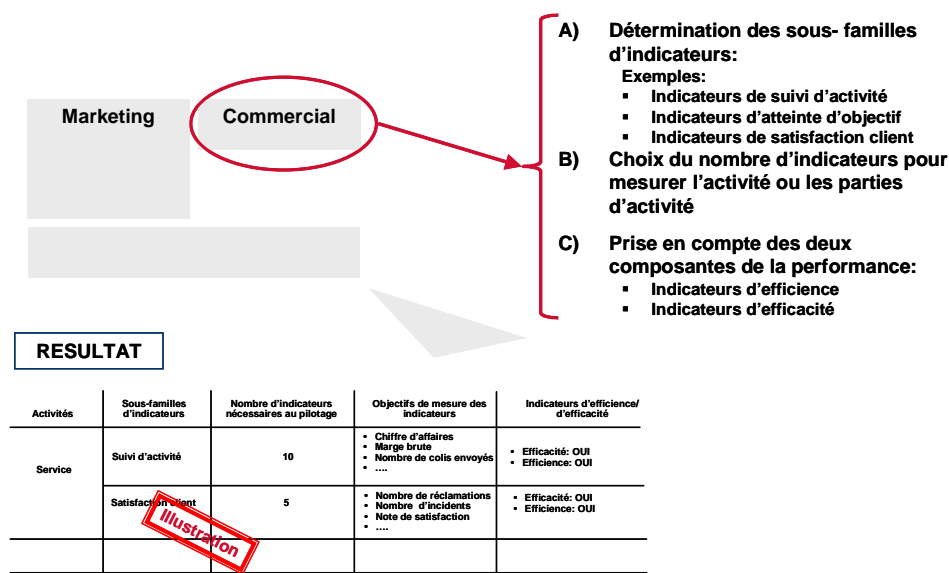 Marketing
Commercial
A) Détermination des sous- familles
d'indicateurs:
Exemples:
▪ Indicateurs de suivi d'activité
▪ Indicateurs d'atteinte d'objectif
▪ Indicateurs de satisfaction client
B) Choix du nombre d'indicateurs pour
mesurer l'activité ou les parties
d'activité
C) Prise en compte des deux
composantes de la performance:
▪ Indicateurs d'efficience
▪ Indicateurs d'efficacité
RESULTAT
Activités
Sous-familles
d'indicateurs
Nombre d'indicateurs
nécessaires au pilotage
Objectifs de mesure des
indicateurs
Indicateurs d'efficience/
d'efficacité
Service
Suivi d'activité
10
• Chiffre d'affaires
• Marge brute
• Nombre de colis envoyés
• ....
• Efficacité: OUI
• Efficience: OUI
Satisfaction client
5
• Nombre de réclamations
• Nombre d'incidents
• Note de satisfaction
• ....
• Efficacité: OUI
• Efficience: OUI
Illustration